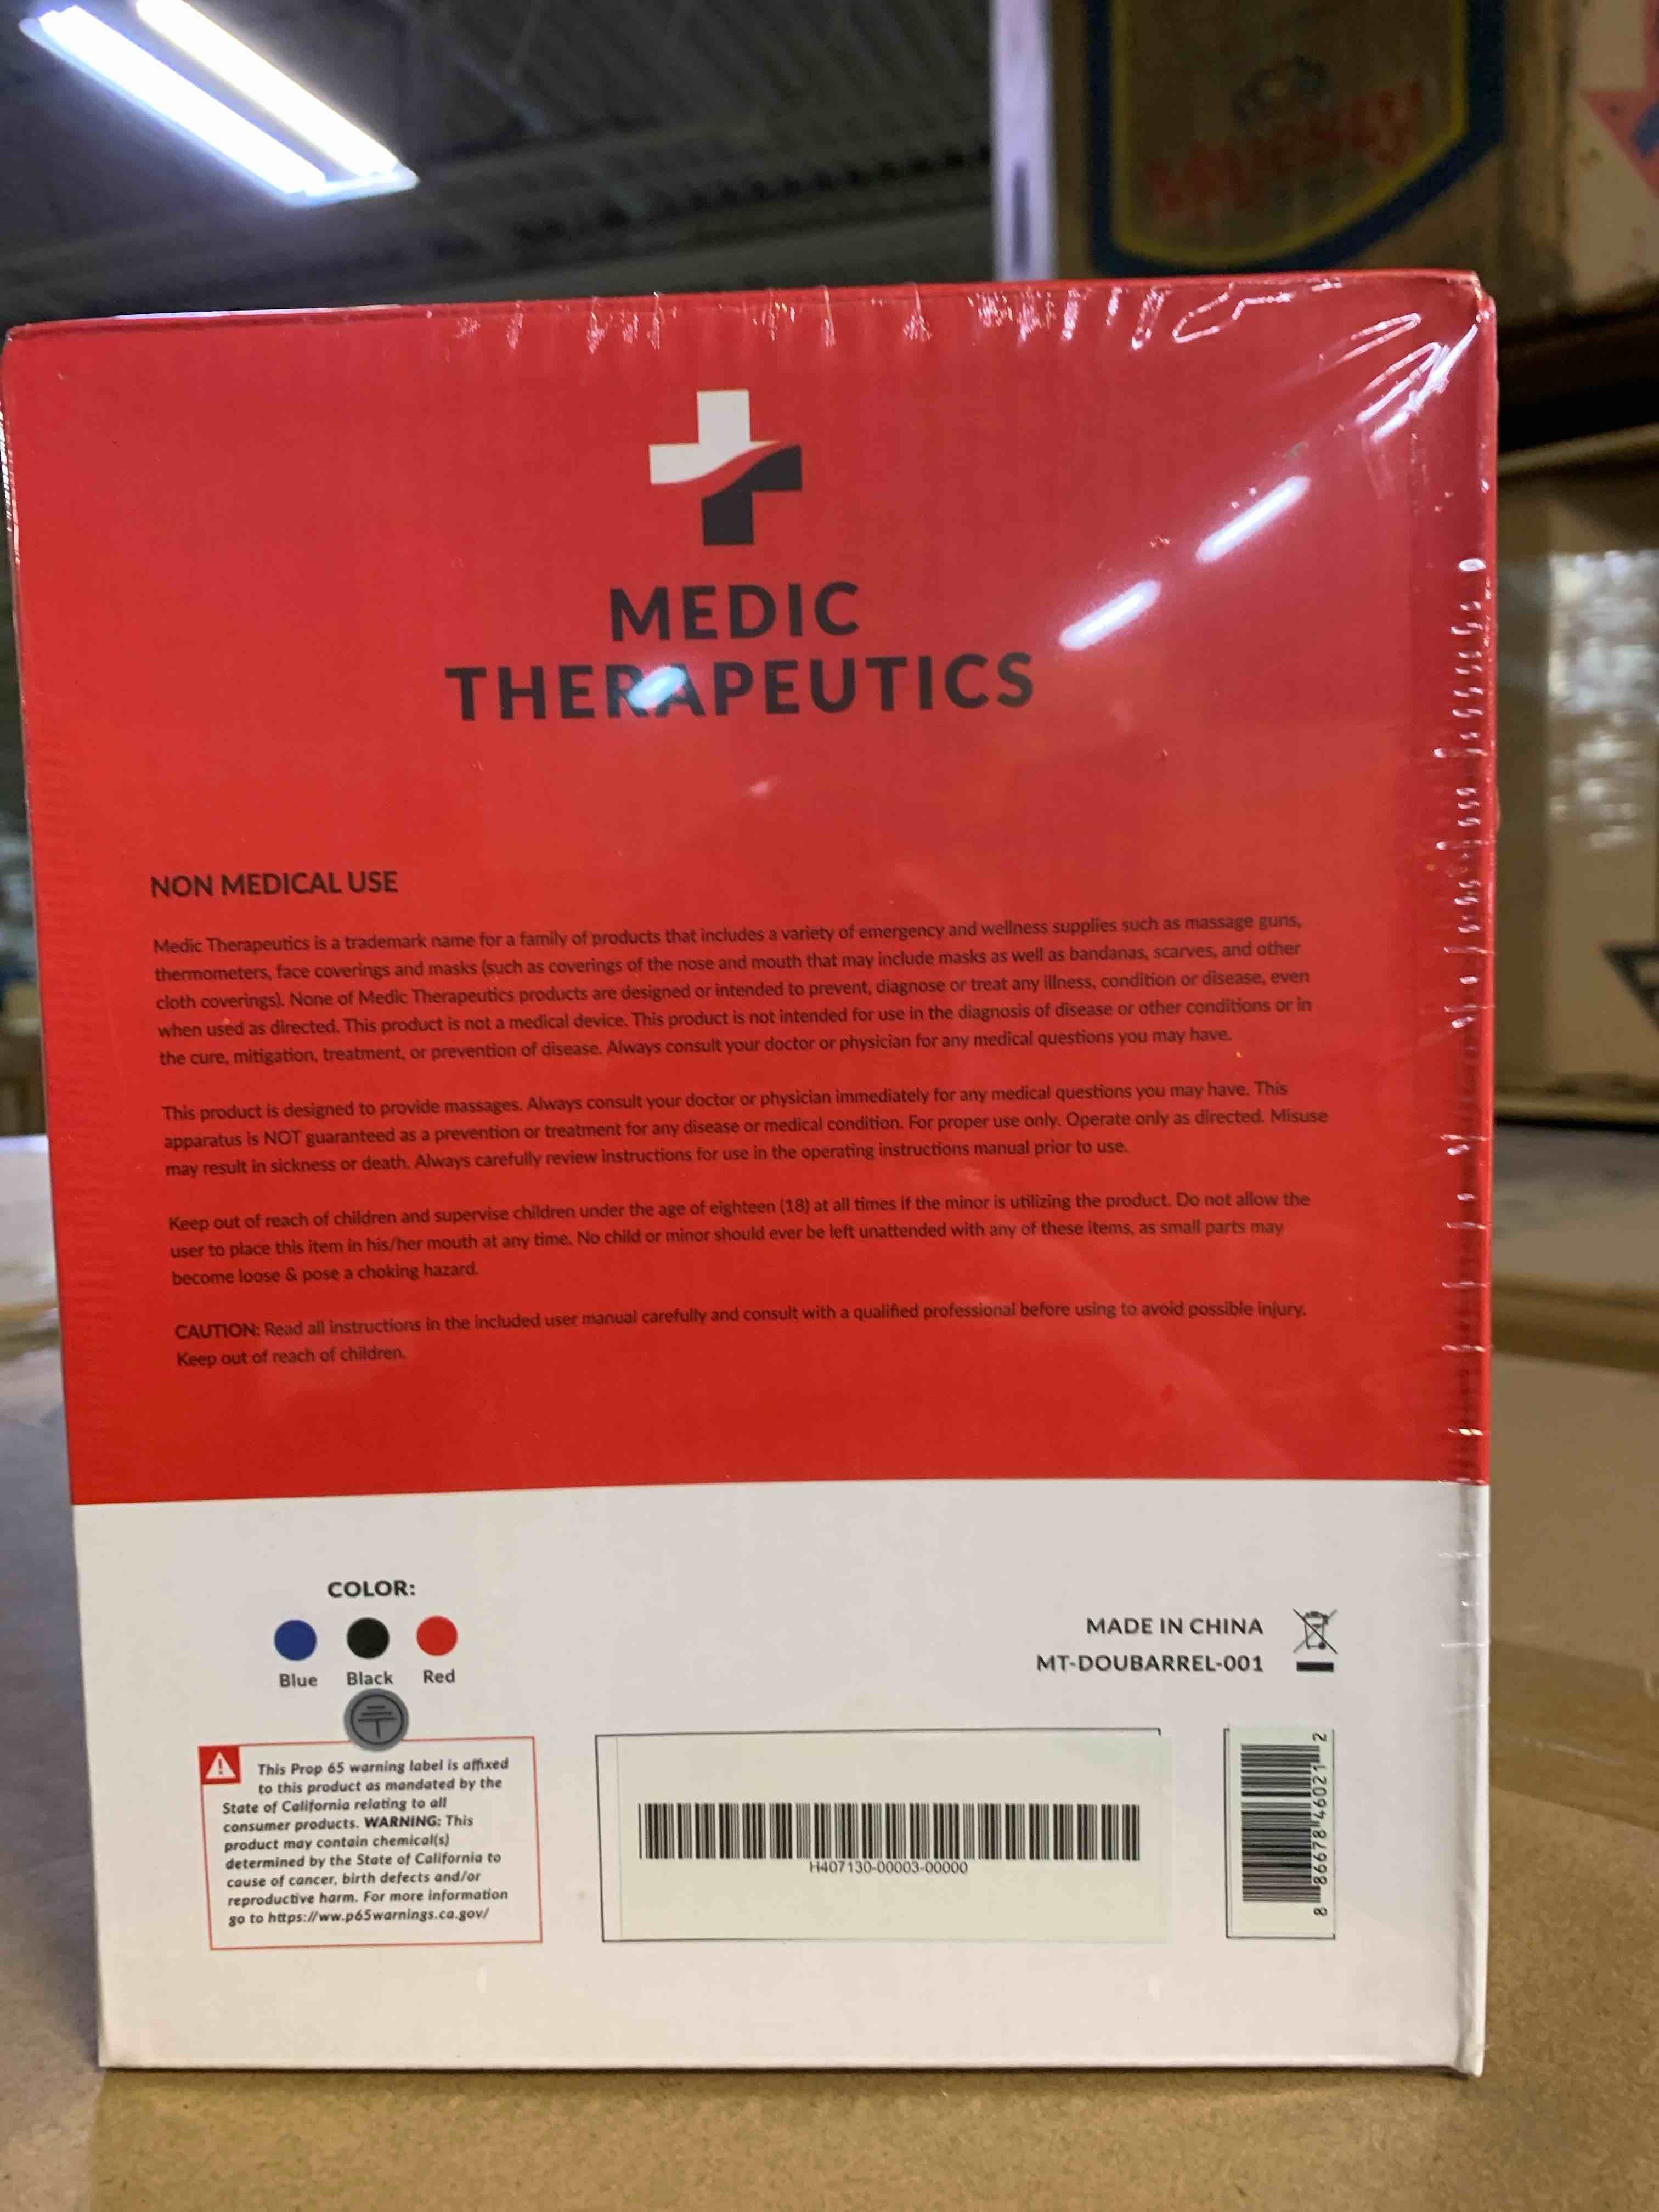 MEDIC
THERAPEUTICS
NON MEDICAL USE
Medic Therapeutics is a trademark name for a family of products that includes a variety of emergency and wellness supplies such as massage guns,
thermometers, face coverings and masks (such as coverings of the nose and mouth that may include masks as well as bandanas, scarves, and other
cloth coverings). None of Medic Therapeutics products are designed or intended to prevent, diagnose or treat any illness, condition or disease, even
when used as directed. This product is not a medical device. This product is not intended for use in the diagnosis of disease or other conditions or in
the cure, mitigation, treatment, or prevention of disease. Always consult your doctor or physician for any medical questions you may have.
This product is designed to provide massages. Always consult your doctor or physician immediately for any medical questions you may have. This
apparatus is NOT guaranteed as a prevention or treatment for any disease or medical condition. For proper use only. Operate only as directed. Misuse
may result in sickness or death. Always carefully review instructions for use in the operating instructions manual prior to use.
Keep out of reach of children and supervise children under the age of eighteen (18) at all times if the minor is utilizing the product. Do not allow the
user to place this item in his/her mouth at any time. No child or minor should ever be left unattended with any of these items, as small parts may
become loose & pose a choking hazard.
CAUTION: Read all instructions in the included user manual carefully and consult with a qualified professional before using to avoid possible injury.
Keep out of reach of children.
COLOR:
Blue Black Red
MADE IN CHINA
MT-DOUBARREL-001
This Prop 65 warning label is affixed
to this product as mandated by the
State of California relating to all
consumer products. WARNING: This
product may contain chemical(s)
determined by the State of California to
cause of cancer, birth defects and/or
reproductive harm. For more information
go to https://ww.p65warnings.ca.gov/
H407130-00003-00000
8 86678 46021 2